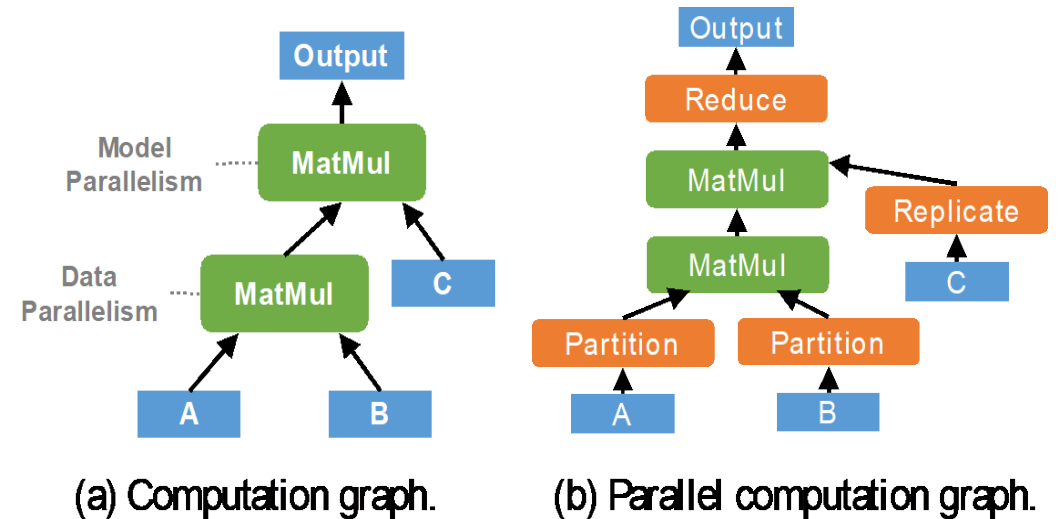 Output
Model
Parallelism
MatMul
Data
Parallelism
MatMul
C
A
B
(a) Computation graph.
Output
Reduce
MatMul
Replicate
MatMul
C
Partition
Partition
A
B
(b) Parallel computation graph.